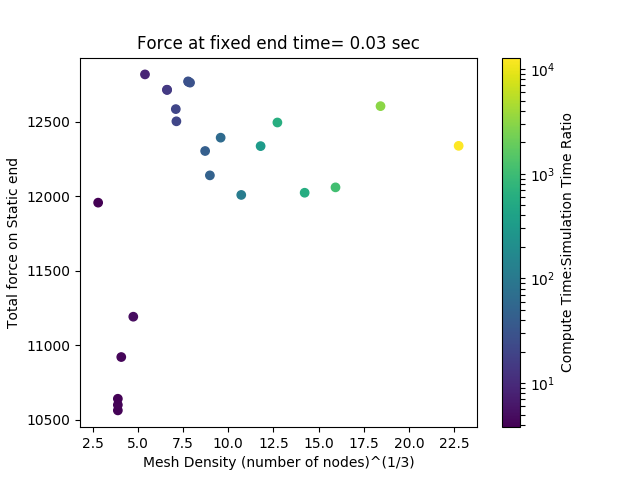 Force at fixed end time= 0.03 sec
Total force on Static end
12500
12000
11500
11000
10500
2.5 5.0 7.5 10.0 12.5 15.0 17.5 20.0 22.5
Mesh Density (number of nodes)^(1/3)
10^4
10^3
10^2
10^1
Compute Time:Simulation Time Ratio